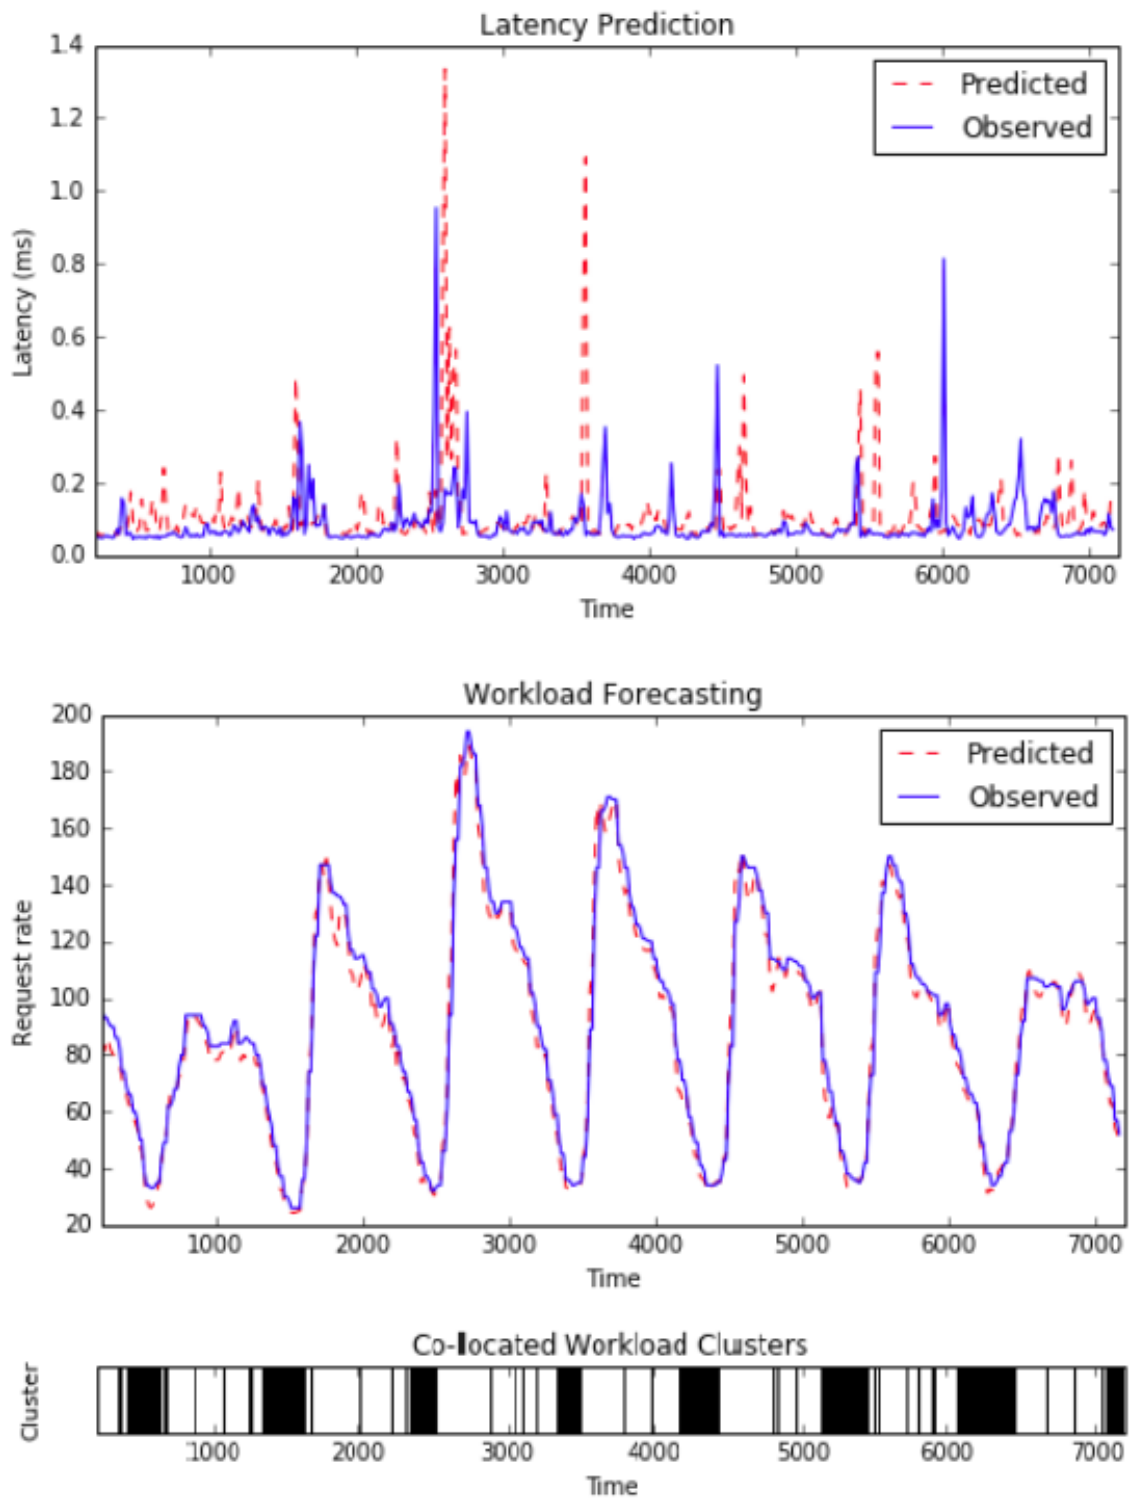 Latency Prediction
1.4
1.2
1.0
0.8
0.6
0.4
0.2
0.0
Latency (ms)
Predicted
Observed
1000 2000 3000 4000 5000 6000 7000
Time
Workload Forecasting
200
180
160
140
120
100
80
60
40
20
Request rate
Predicted
Observed
1000 2000 3000 4000 5000 6000 7000
Time
Co-located Workload Clusters
Cluster
1000 2000 3000 4000 5000 6000 7000
Time